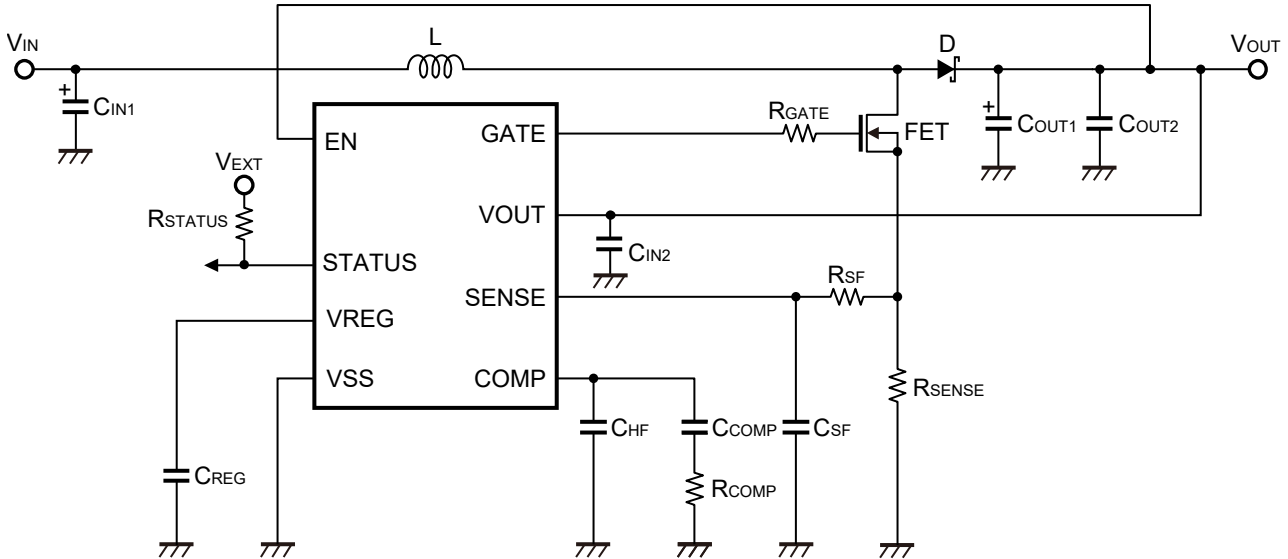 L
D
VIN
VOUT
+
CIN1
EN
GATE
RGATE
FET
+
COUT1
COUT2
VEXT
RSTATUS
VOUT
CIN2
STATUS
SENSE
RSF
VREG
VSS
COMP
RSENSE
CHF
CCOMP
CSF
CREG
RCOMP